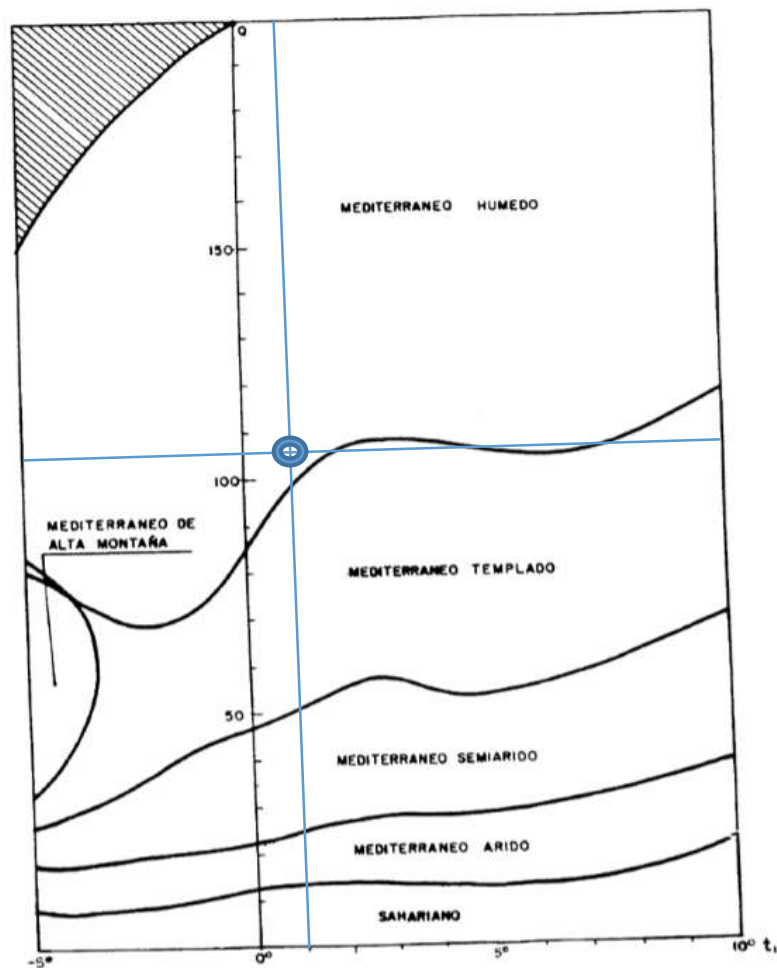 Q
MEDITERRANEO HUMEDO
150
100
MEDITERRANEO DE
ALTA MONTAÑA
MEDITERRANEO TEMPLADO
50
MEDITERRANEO SEMIARIDO
MEDITERRANEO ARIDO
SAHARIANO
-5° 0° 5° 10° t₁